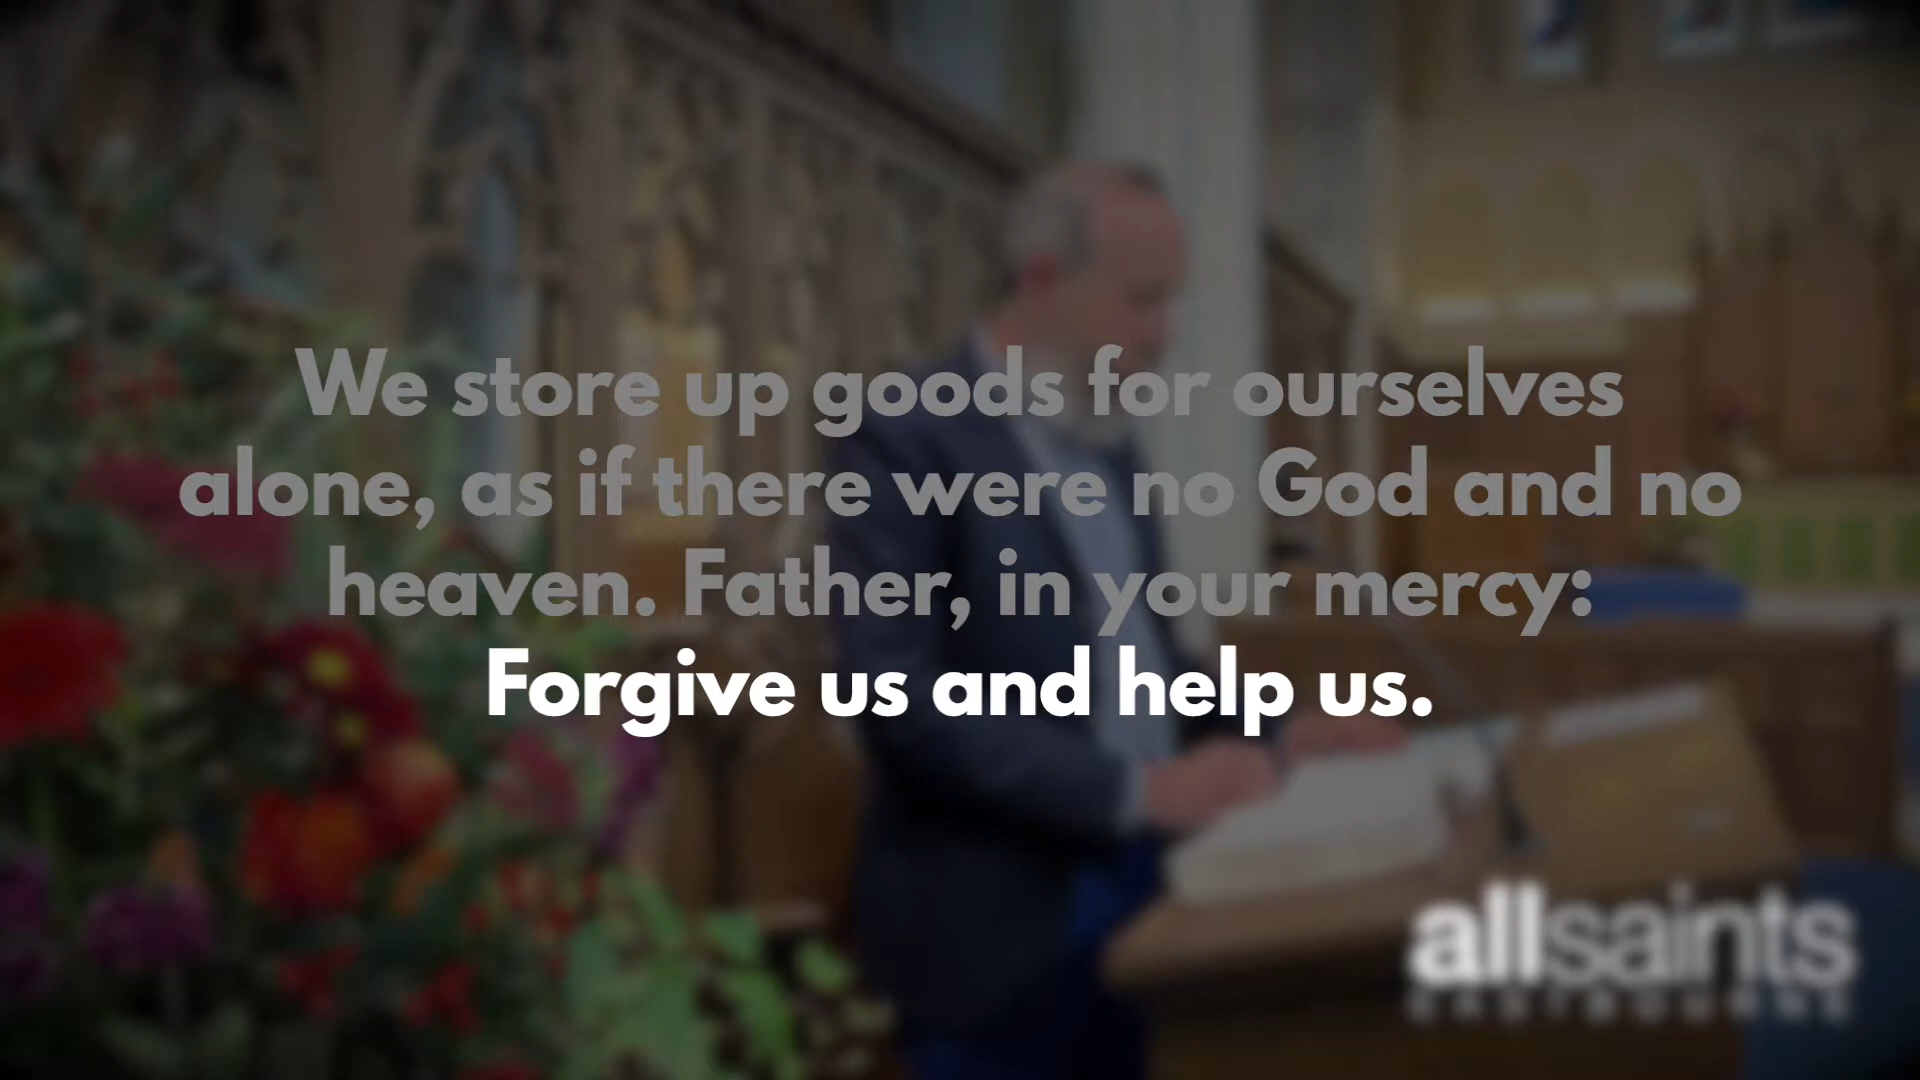 We store up goods for ourselves
alone, as if there were no God and no
heaven. Father, in your mercy:
Forgive us and help us.
allsaints
EASTBOURNE